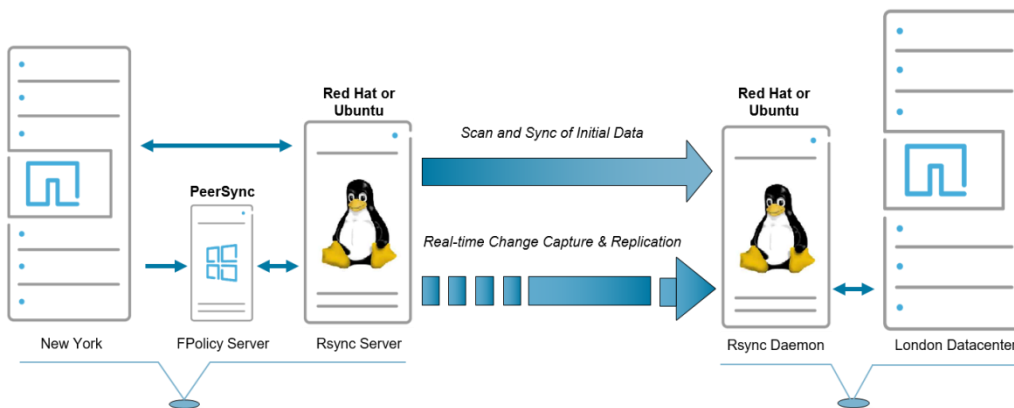 Red Hat or
Ubuntu
Red Hat or
Ubuntu
Scan and Sync of Initial Data
PeerSync
Real-time Change Capture & Replication
New York
FPolicy Server
Rsync Server
Rsync Daemon
London Datacenter